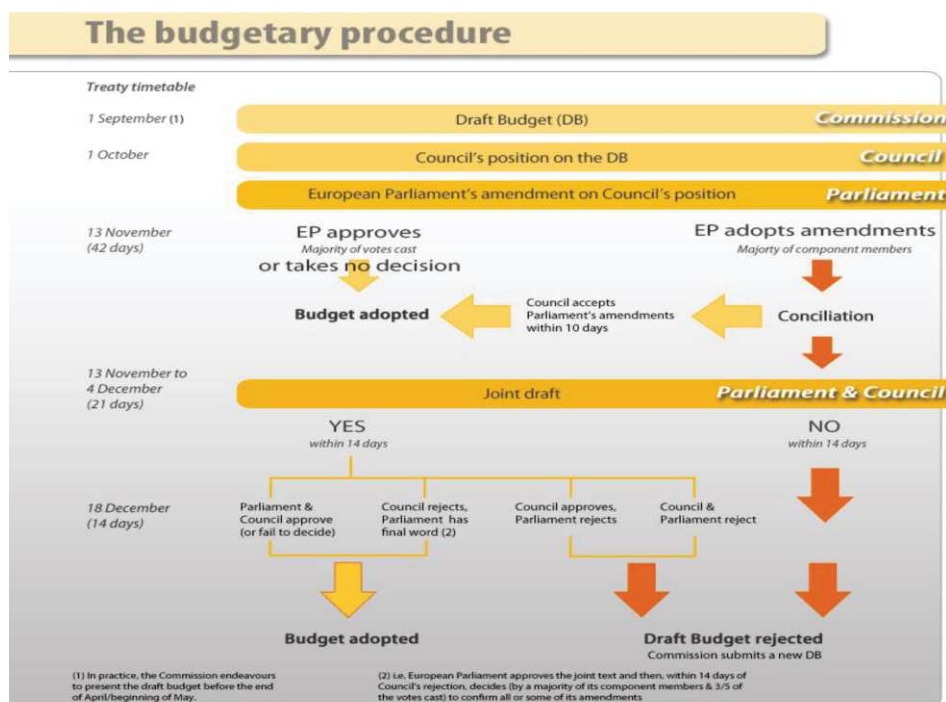 The budgetary procedure
Treaty timetable
1 September (1)
Draft Budget (DB)
Commission
1 October
Council's position on the DB
Council
European Parliament's amendment on Council's position
Parliament
13 November
(42 days)
EP approves
Majority of votes cast
or takes no decision
EP adopts amendments
Majorty of component members
Budget adopted
Council accepts
Parliament's amendments
within 10 days
Conciliation
13 November to
4 December
(21 days)
Joint draft
Parliament & Council
YES
within 14 days
NO
within 14 days
18 December
(14 days)
Parliament &
Council approve
(or fail to decide)
Council rejects,
Parliament has
final word (2)
Council approves,
Parliament rejects
Council &
Parliament reject
Budget adopted
Draft Budget rejected
Commission submits a new DB
(1) In practice, the Commission endeavours
to present the draft budget before the end
of April/beginning of May.
(2) i.e. European Parliament approves the joint text and then, within 14 days of
Council's rejection, decides (by a majority of its component members & 3/5 of
the votes cast) to confirm all or some of its amendments